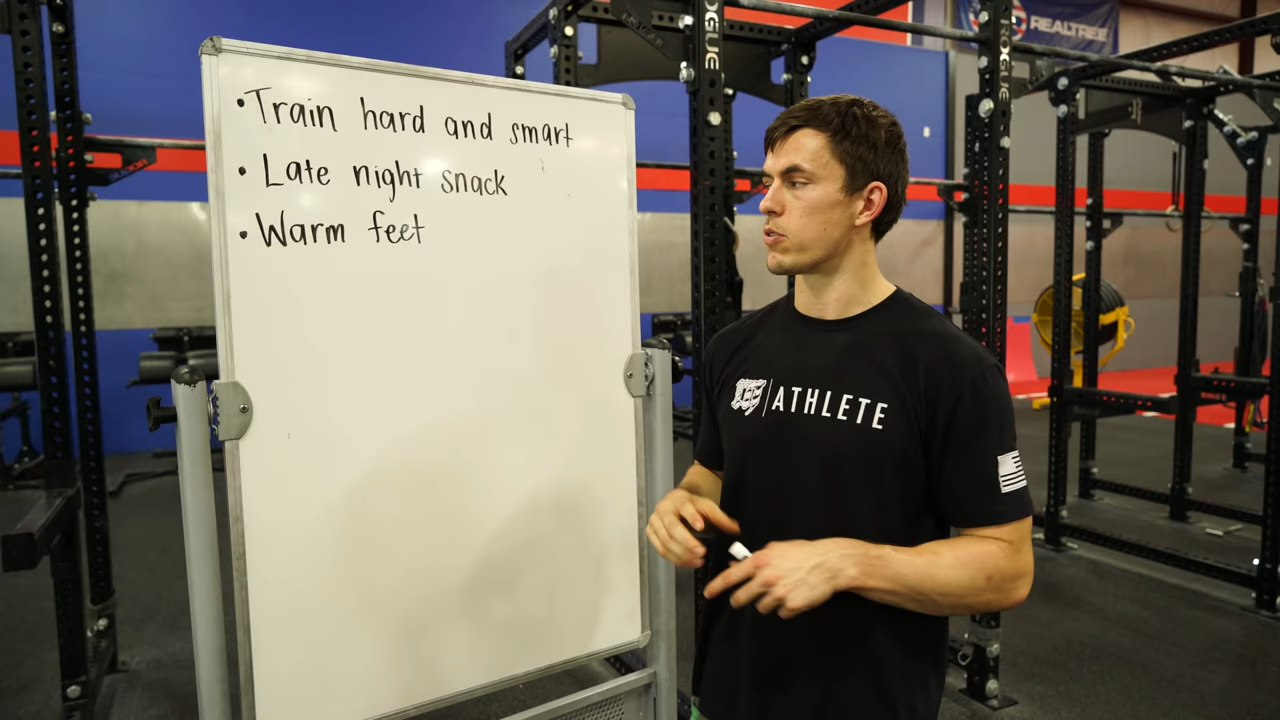 • Train hard and smart
• Late night snack
• Warm feet
ATHLETE
ROGUE
ROGUE
REALTREE